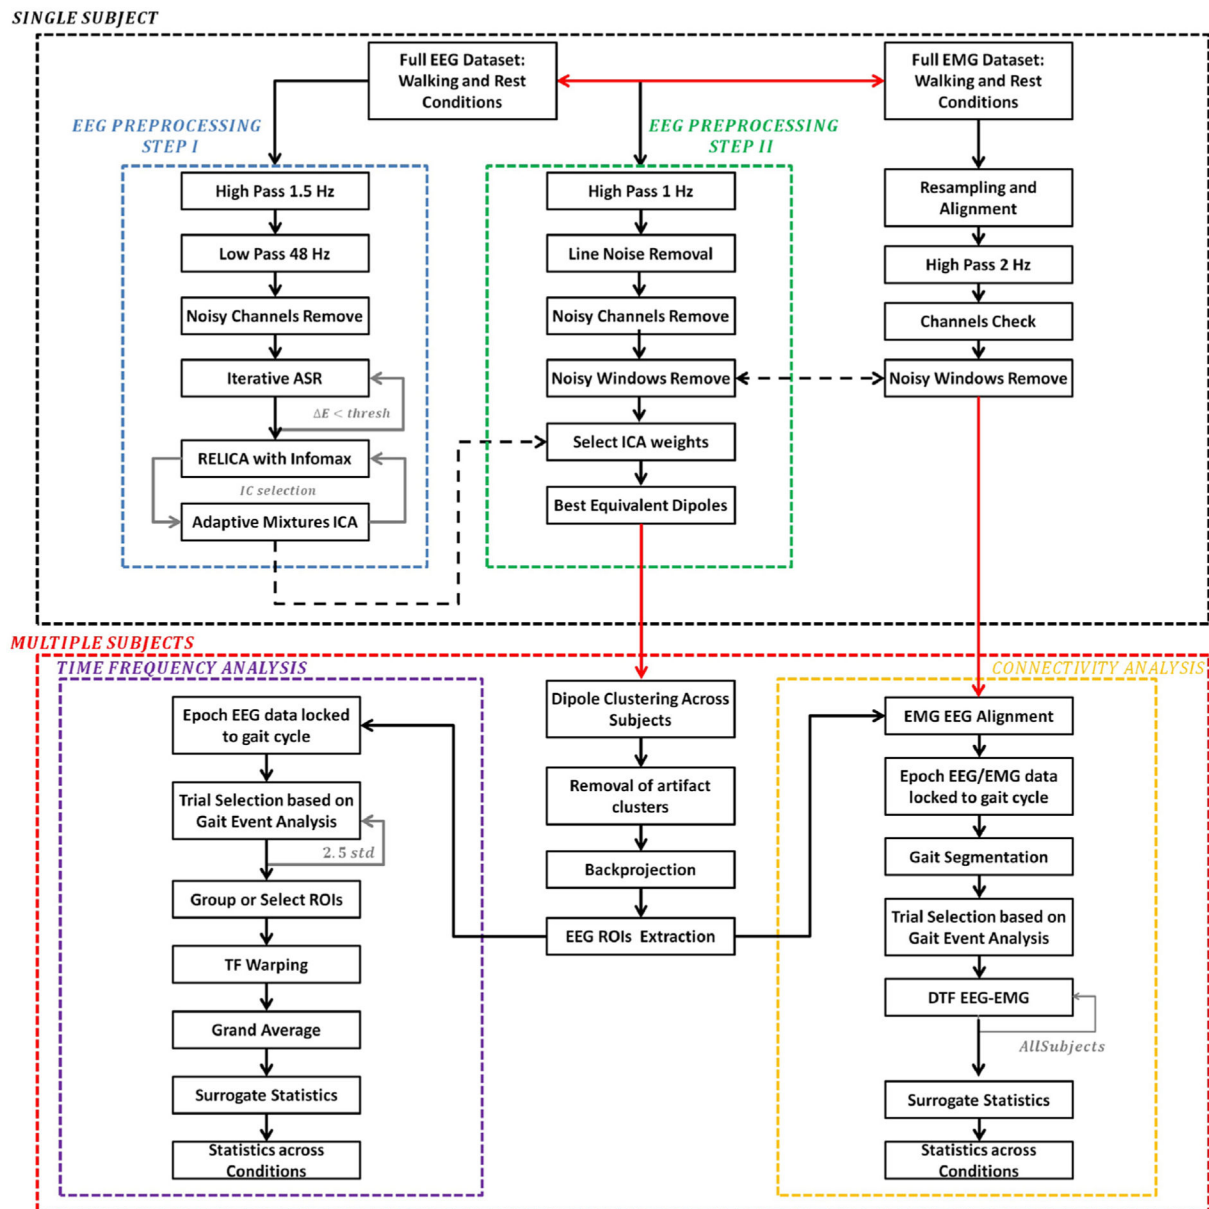 SINGLE SUBJECT
Full EEG Dataset:
Walking and Rest
Conditions
Full EMG Dataset:
Walking and Rest
Conditions
EEG PREPROCESSING
STEP I
High Pass 1.5 Hz
Low Pass 48 Hz
Noisy Channels Remove
Iterative ASR
ΔE < thresh
RELICA with Infomax
IC selection
Adaptive Mixtures ICA
EEG PREPROCESSING
STEP II
High Pass 1 Hz
Line Noise Removal
Noisy Channels Remove
Noisy Windows Remove
Select ICA weights
Best Equivalent Dipoles
Resampling and
Alignment
High Pass 2 Hz
Channels Check
Noisy Windows Remove
MULTIPLE SUBJECTS
TIME FREQUENCY ANALYSIS
Epoch EEG data locked
to gait cycle
Trial Selection based on
Gait Event Analysis
2.5 std
Group or Select ROIs
TF Warping
Grand Average
Surrogate Statistics
Statistics across
Conditions
Dipole Clustering Across
Subjects
Removal of artifact
clusters
Backprojection
EEG ROIs Extraction
CONNECTIVITY ANALYSIS
EMG EEG Alignment
Epoch EEG/EMG data
locked to gait cycle
Gait Segmentation
Trial Selection based on
Gait Event Analysis
DTF EEG-EMG
AllSubjects
Surrogate Statistics
Statistics across
Conditions